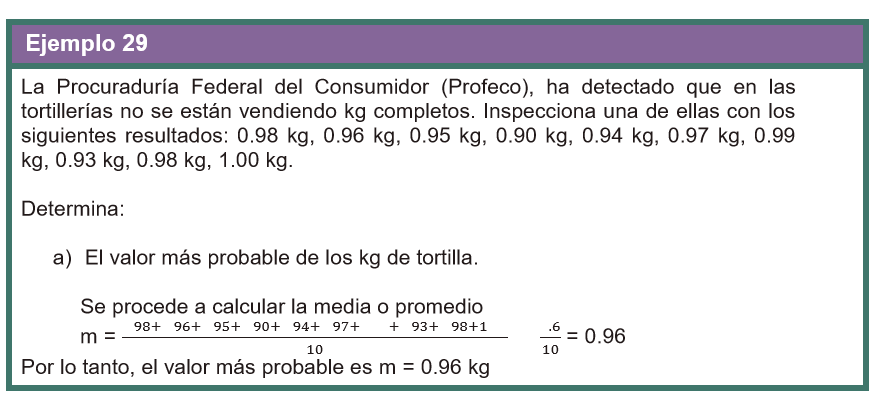 Ejemplo 29
La Procuraduría Federal del Consumidor (Profeco), ha detectado que en las
tortillerías no se están vendiendo kg completos. Inspecciona una de ellas con los
siguientes resultados: 0.98 kg, 0.96 kg, 0.95 kg, 0.90 kg, 0.94 kg, 0.97 kg, 0.99
kg, 0.93 kg, 0.98 kg, 1.00 kg.
Determina:
a) El valor más probable de los kg de tortilla.
Se procede a calcular la media o promedio
98+ 96+ 95+ 90+ 94+ 97+ + 93+ 98+1 .6
m = = 0.96
10 10
Por lo tanto, el valor más probable es m = 0.96 kg